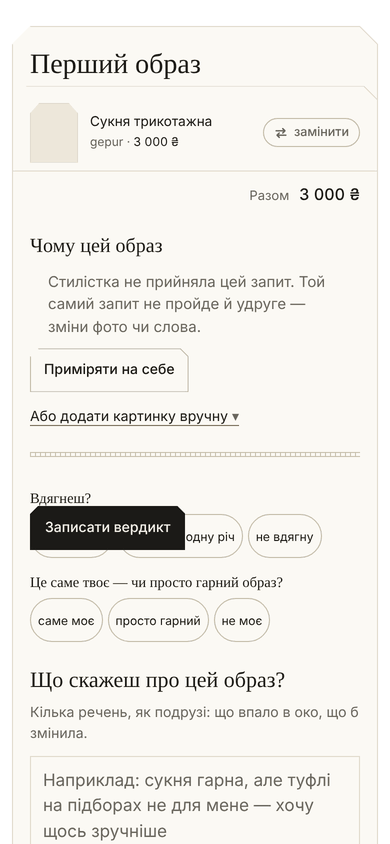 Перший образ
Сукня трикотажна
gepur · 3 000 ₴
замінити
Разом 3 000 ₴
Чому цей образ
Стилістка не прийняла цей запит. Той
самий запит не пройде й удруге —
зміни фото чи слова.
Приміряти на себе
Або додати картинку вручну ▾
Вдягнеш?
Записати вердикт
одну річ
не вдягну
Це саме твоє — чи просто гарний образ?
саме моє
просто гарний
не моє
Що скажеш про цей образ?
Кілька речень, як подрузі: що впало в око, що б
змінила.
Наприклад: сукня гарна, але туфлі
на підборах не для мене — хочу
щось зручніше